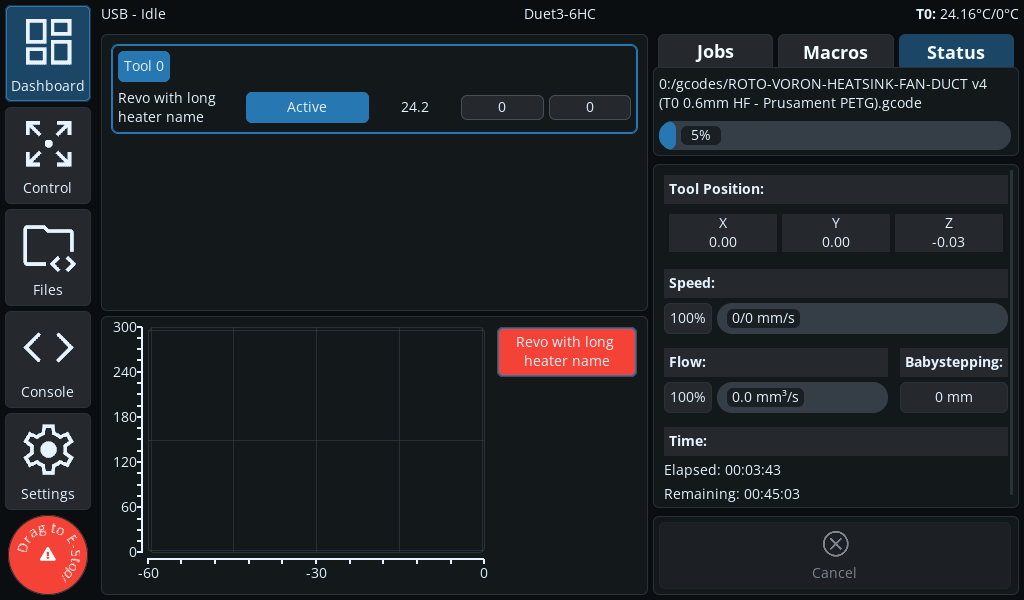 USB - Idle
Duet3-6HC
T0: 24.16°C/0°C
Dashboard
Control
Files
Console
Settings
Drag to E-Stop!
Tool 0
Revo with long
heater name
Active
24.2
0
0
300
240
180
120
60
0
-60
-30
0
Revo with long
heater name
Jobs
Macros
Status
0:/gcodes/ROTO-VORON-HEATSINK-FAN-DUCT v4
(T0 0.6mm HF - Prusament PETG).gcode
5%
Tool Position:
X
0.00
Y
0.00
Z
-0.03
Speed:
100%
0/0 mm/s
Flow:
100%
0.0 mm³/s
Babystepping:
0 mm
Time:
Elapsed: 00:03:43
Remaining: 00:45:03
Cancel